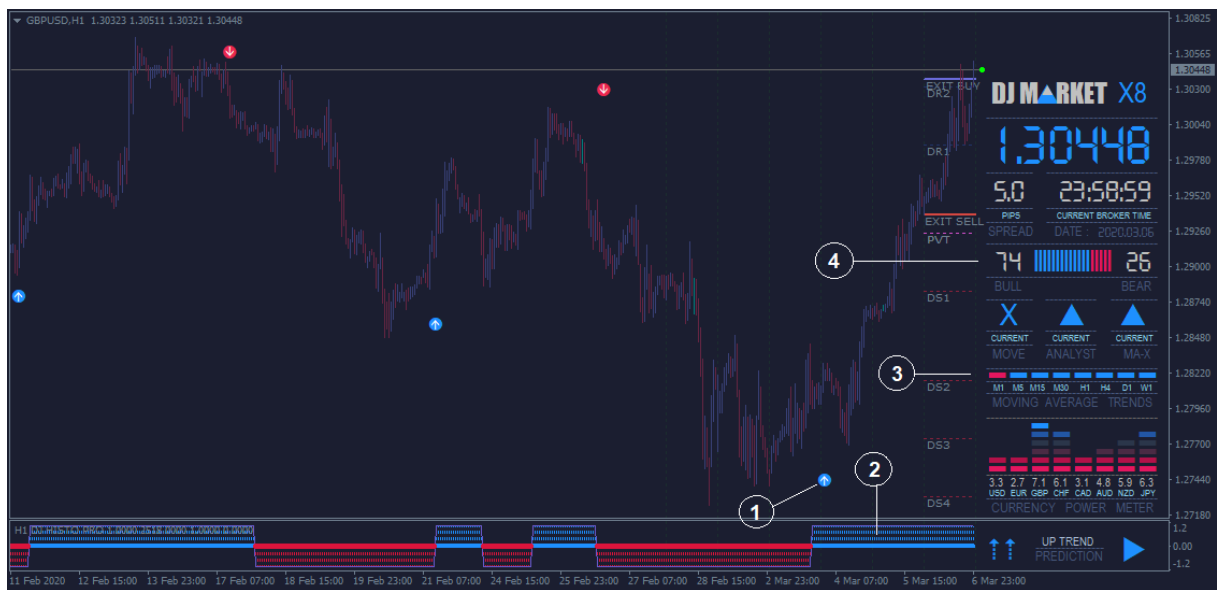 GBPUSD,H1 1.30323 1.30511 1.30321 1.30448
1.30825
1.30565
1.30448
1.30300
1.30040
1.29780
1.29520
1.29260
1.29000
1.28740
1.28480
1.28220
1.27960
1.27700
1.27440
1.27180
EXIT BUY
DR2
DR1
EXIT SELL
PVT
DS1
DS2
DS3
DS4
DJ MARKET X8
1.30448
5.0 23:58:59
PIPS CURRENT BROKER TIME
SPREAD DATE : 2020.03.06
4
74 26
BULL BEAR
X
CURRENT CURRENT CURRENT
MOVE ANALYST MA-X
3
M1 M5 M15 M30 H1 H4 D1 W1
MOVING AVERAGE TRENDS
3.3 2.7 7.1 6.1 3.1 4.8 5.9 6.3
USD EUR GBP CHF CAD AUD NZD JPY
CURRENCY POWER METER
2
1
H1 DJ HISTO PRO 1.0000
1.2
0.00
-1.2
UP TREND
PREDICTION
11 Feb 2020 12 Feb 15:00 13 Feb 23:00 17 Feb 07:00 18 Feb 15:00 19 Feb 23:00 21 Feb 07:00 24 Feb 15:00 25 Feb 23:00 27 Feb 07:00 28 Feb 15:00 2 Mar 23:00 4 Mar 07:00 5 Mar 15:00 6 Mar 23:00